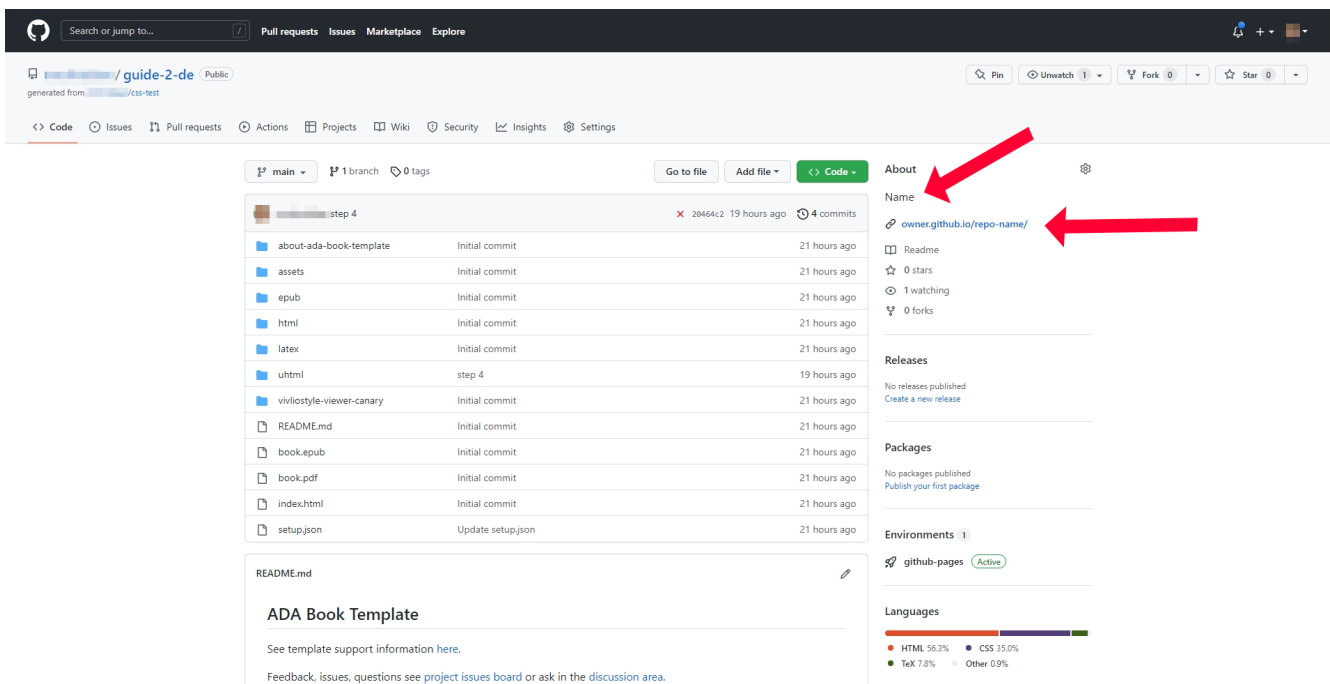 Search or jump to... /
Pull requests Issues Marketplace Explore
/ guide-2-de Public
Pin Unwatch 1 Fork 0 Star 0
generated from /css-test
Code Issues Pull requests Actions Projects Wiki Security Insights Settings
main 1 branch 0 tags Go to file Add file Code
step 4 20464c2 19 hours ago 4 commits
about-ada-book-template Initial commit 21 hours ago
assets Initial commit 21 hours ago
epub Initial commit 21 hours ago
html Initial commit 21 hours ago
latex Initial commit 21 hours ago
uhtml step 4 19 hours ago
vivliostyle-viewer-canary Initial commit 21 hours ago
README.md Initial commit 21 hours ago
book.epub Initial commit 21 hours ago
book.pdf Initial commit 21 hours ago
index.html Initial commit 21 hours ago
setup.json Update setup.json 21 hours ago
README.md
ADA Book Template
See template support information here.
Feedback, issues, questions see project issues board or ask in the discussion area.
About
Name
owner.github.io/repo-name/
Readme
0 stars
1 watching
0 forks
Releases
No releases published
Create a new release
Packages
No packages published
Publish your first package
Environments 1
github-pages Active
Languages
HTML 56.3% CSS 35.0%
TeX 7.8% Other 0.9%